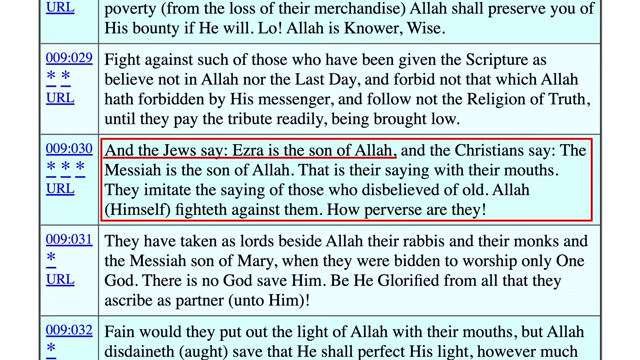 URL
poverty (from the loss of their merchandise) Allah shall preserve you of
His bounty if He will. Lo! Allah is Knower, Wise.
009:029
* *
URL
Fight against such of those who have been given the Scripture as
believe not in Allah nor the Last Day, and forbid not that which Allah
hath forbidden by His messenger, and follow not the Religion of Truth,
until they pay the tribute readily, being brought low.
009:030
* * *
URL
And the Jews say: Ezra is the son of Allah, and the Christians say: The
Messiah is the son of Allah. That is their saying with their mouths.
They imitate the saying of those who disbelieved of old. Allah
(Himself) fighteth against them. How perverse are they!
009:031
*
URL
They have taken as lords beside Allah their rabbis and their monks and
the Messiah son of Mary, when they were bidden to worship only One
God. There is no God save Him. Be He Glorified from all that they
ascribe as partner (unto Him)!
009:032
*
Fain would they put out the light of Allah with their mouths, but Allah
disdaineth (aught) save that He shall perfect His light, however much